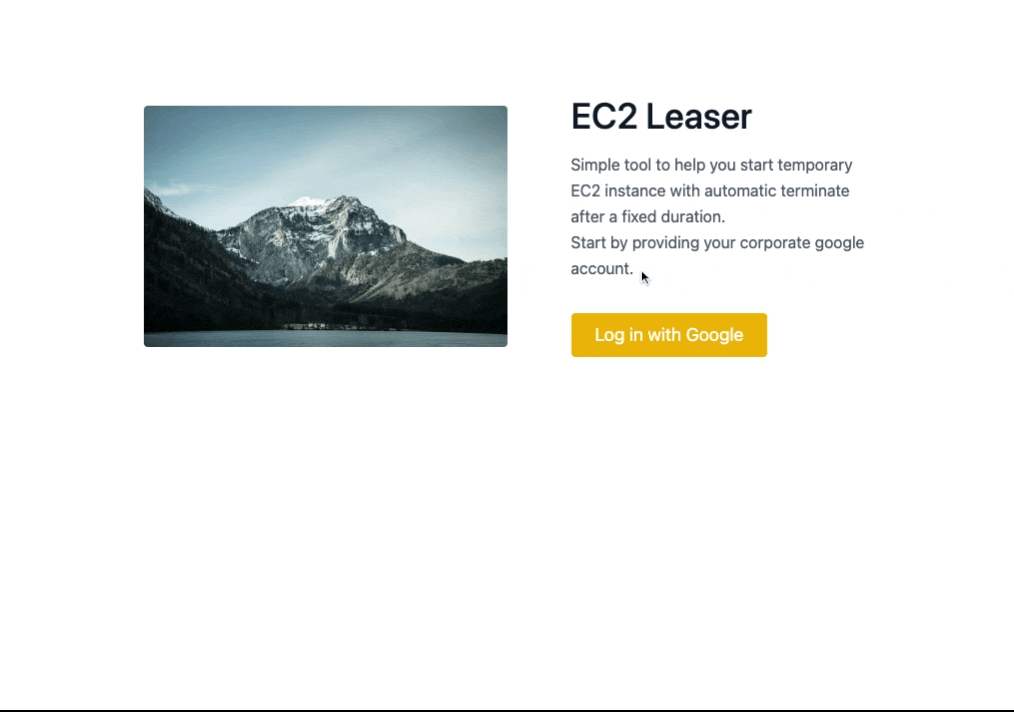 EC2 Leaser
Simple tool to help you start temporary
EC2 instance with automatic terminate
after a fixed duration.
Start by providing your corporate google
account.
Log in with Google